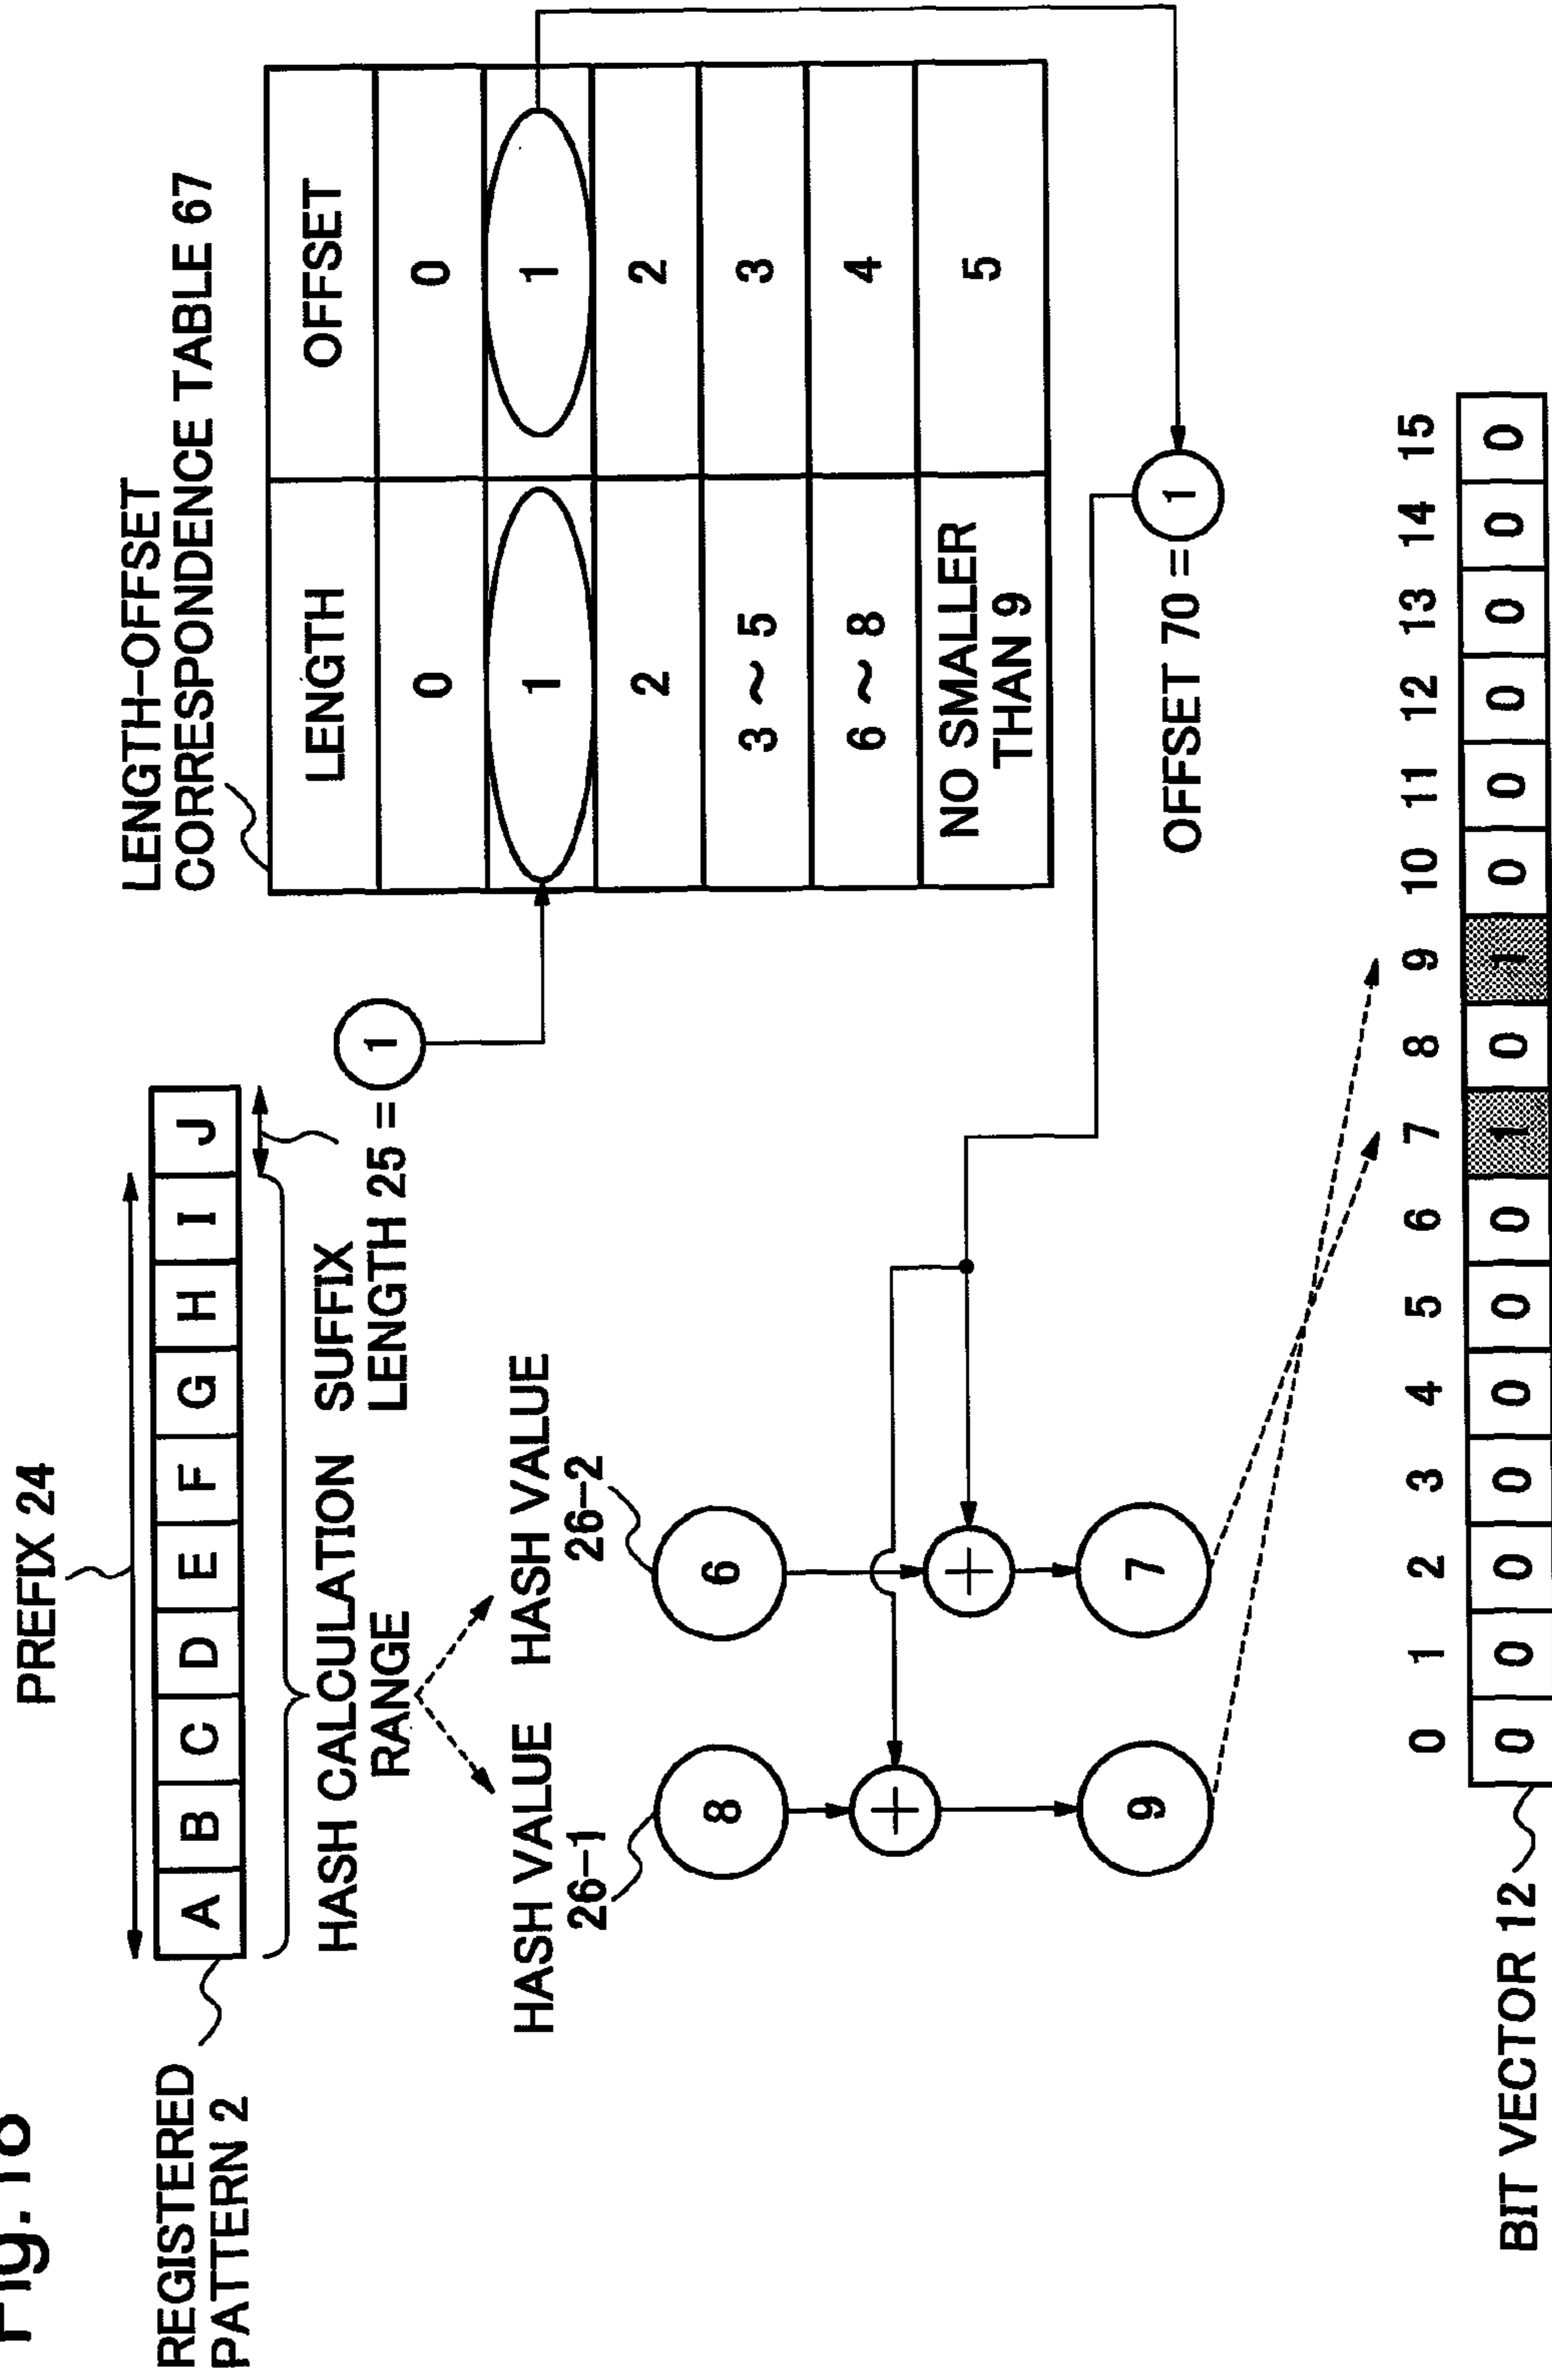 REGISTERED
PATTERN 2
PREFIX 24
A B C D E F G H I J
HASH CALCULATION
RANGE
SUFFIX
LENGTH 25 = 1
HASH VALUE
26-1
HASH VALUE
26-2
8
6
+
+
9
7
LENGTH-OFFSET
CORRESPONDENCE TABLE 67
LENGTH OFFSET
0 0
1 1
2 2
3 ~ 5 3
6 ~ 8 4
NO SMALLER
THAN 9
5
OFFSET 70 = 1
0 1 2 3 4 5 6 7 8 9 10 11 12 13 14 15
0 0 0 0 0 0 0 1 0 1 0 0 0 0 0 0
BIT VECTOR 12